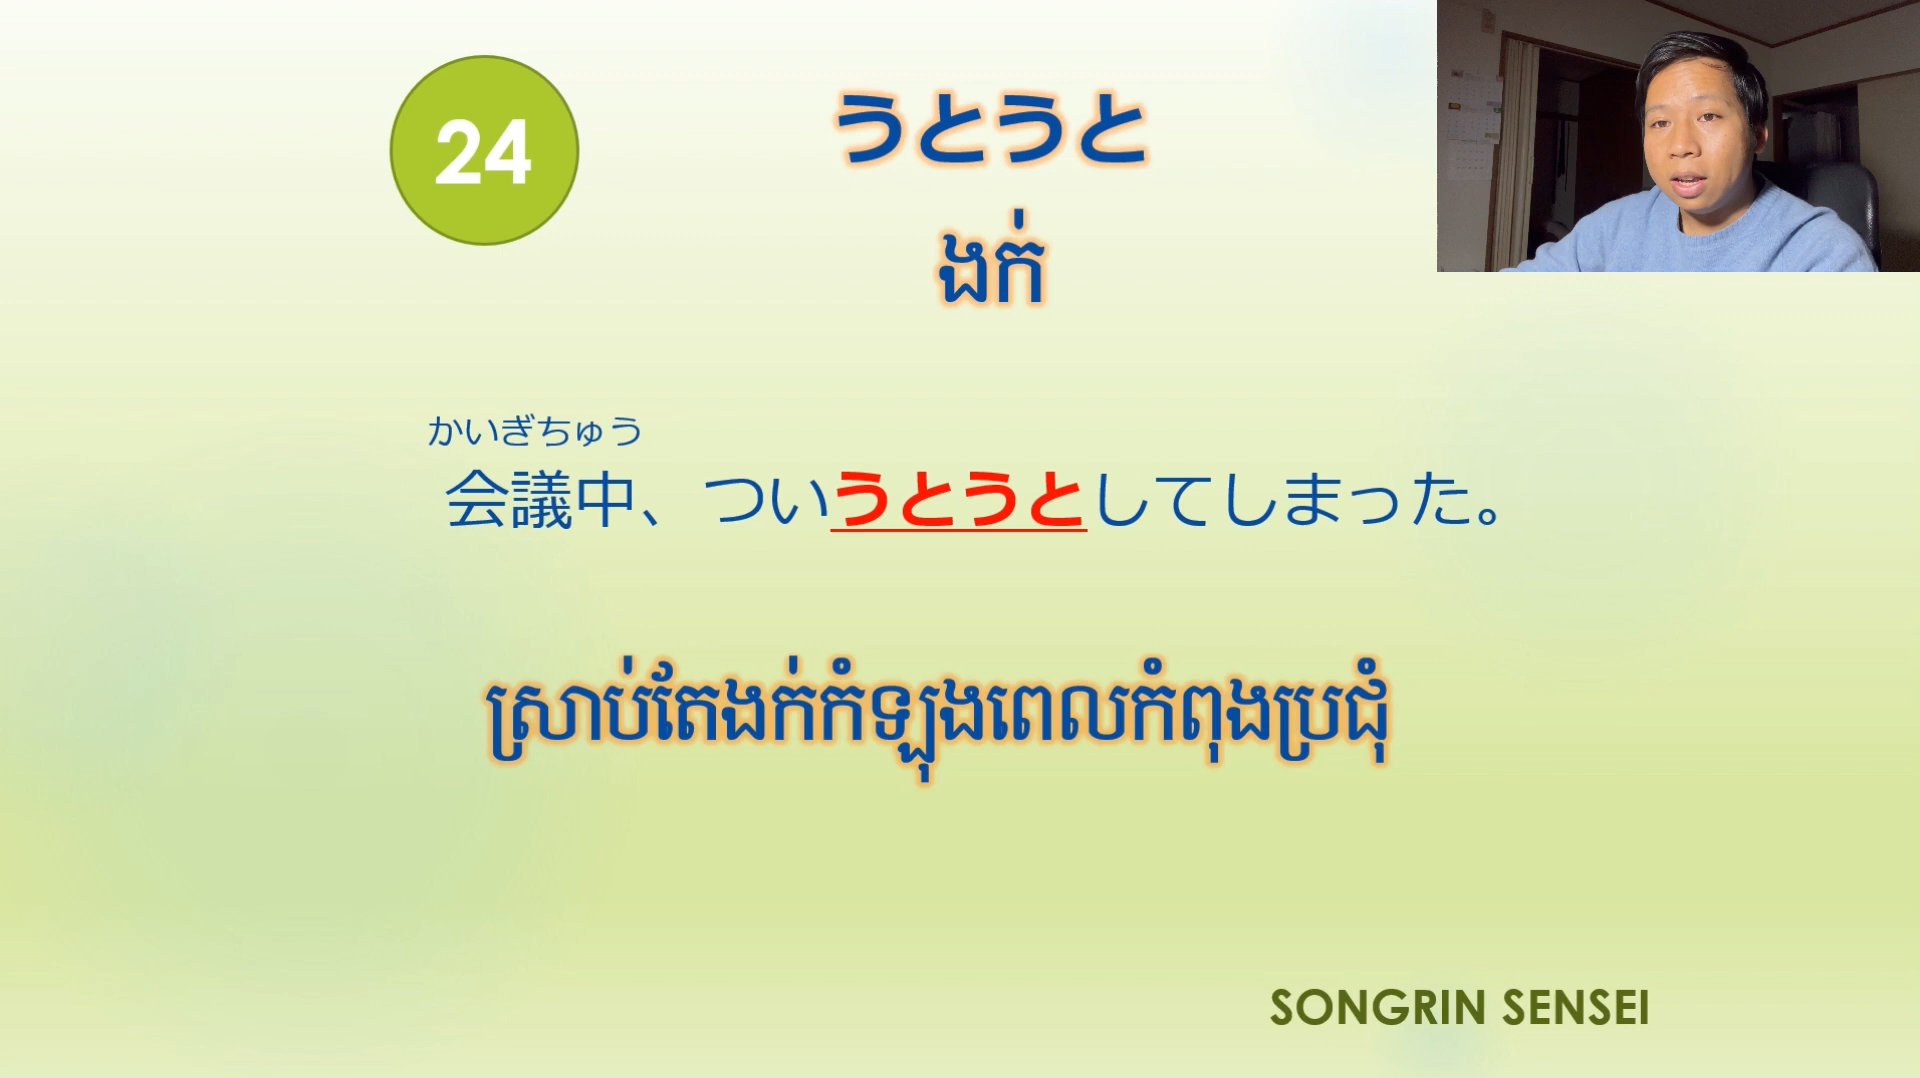 24
うとうと
ងក់
かいぎちゅう
会議中、ついうとうとしてしまった。
ស្រាប់តែងក់កំឡុងពេលកំពុងប្រជុំ
SONGRIN SENSEI